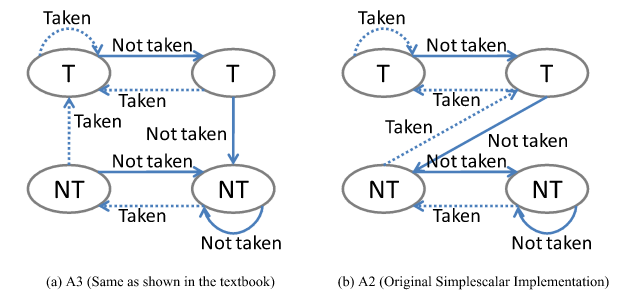 Taken
Not taken
T
T
Taken
Taken
Not taken
Not taken
NT
NT
Taken
Not taken
(a) A3 (Same as shown in the textbook)
Taken
Not taken
T
T
Taken
Taken
Not taken
Not taken
NT
NT
Taken
Not taken
(b) A2 (Original Simplescalar Implementation)